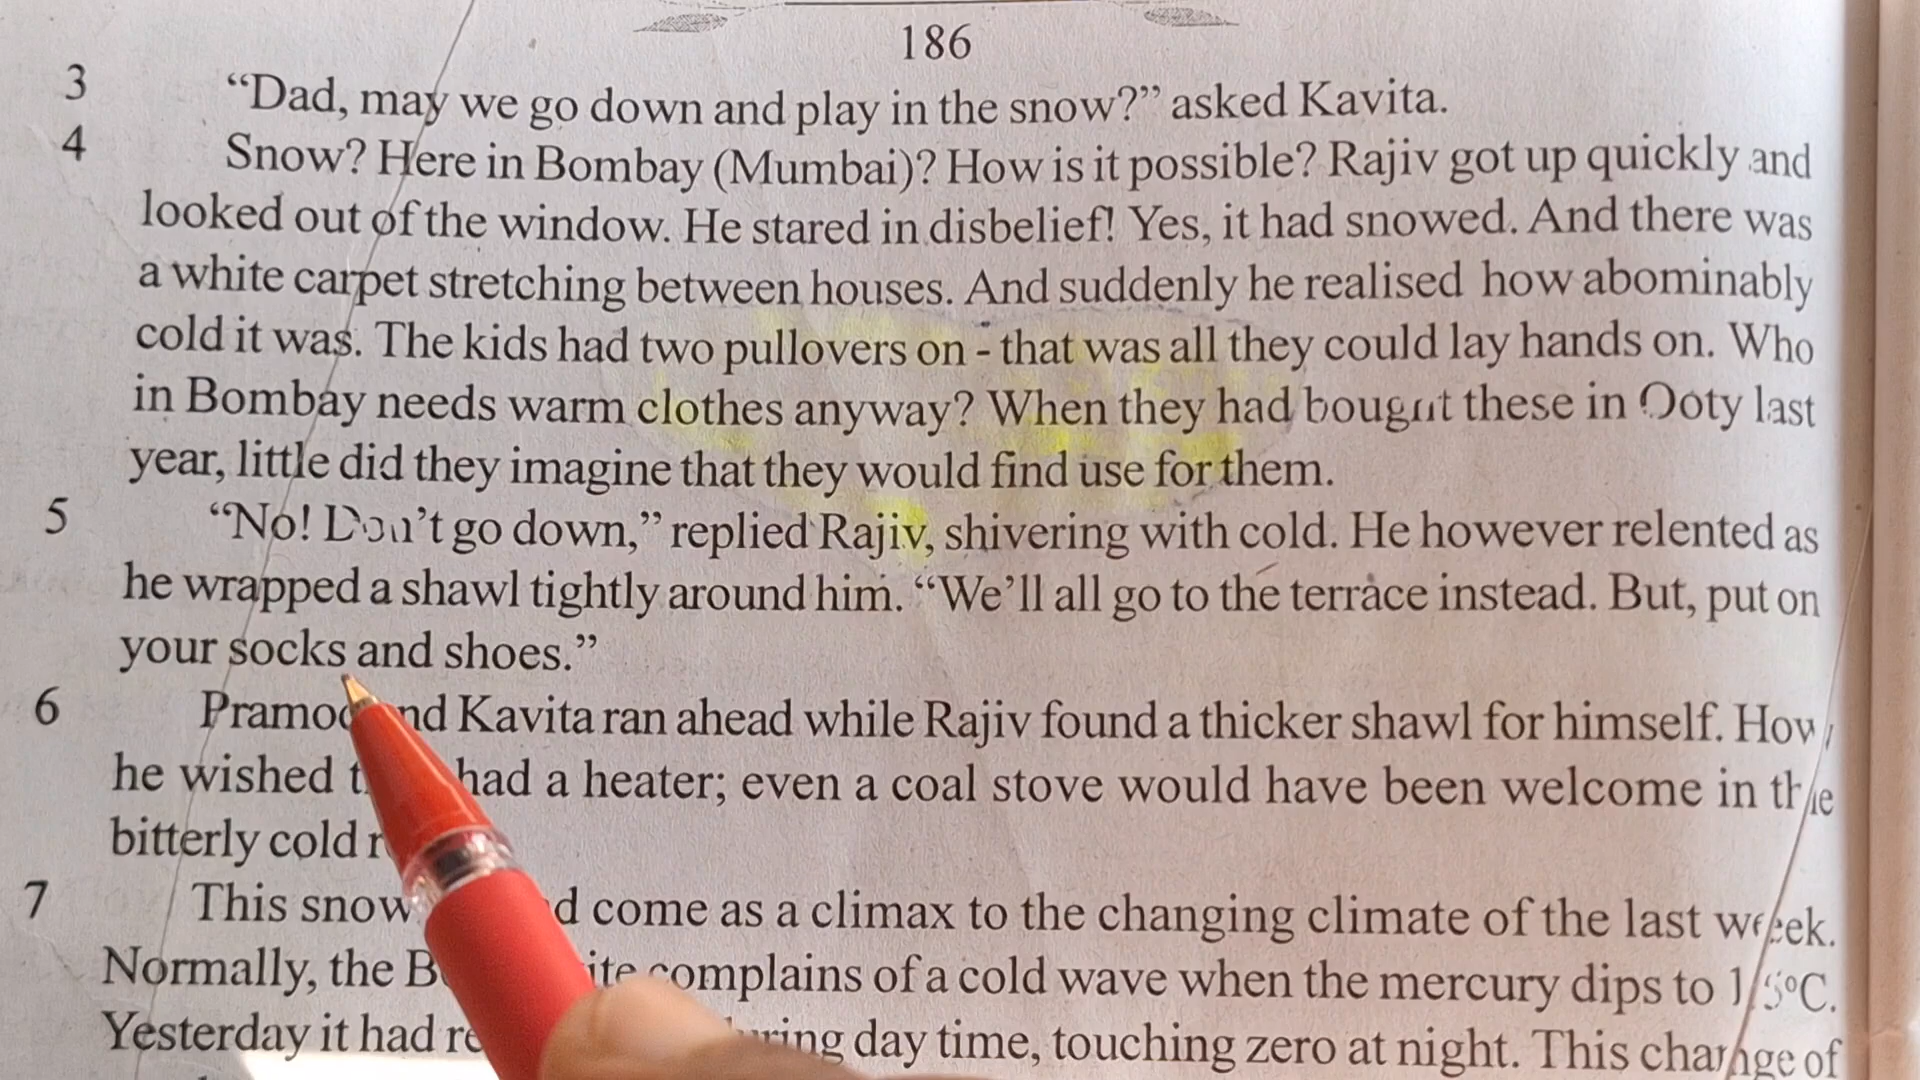 186
3 “Dad, may we go down and play in the snow?” asked Kavita.
4 Snow? Here in Bombay (Mumbai)? How is it possible? Rajiv got up quickly and
looked out of the window. He stared in disbelief! Yes, it had snowed. And there was
a white carpet stretching between houses. And suddenly he realised how abominably
cold it was. The kids had two pullovers on - that was all they could lay hands on. Who
in Bombay needs warm clothes anyway? When they had bought these in Ooty last
year, little did they imagine that they would find use for them.
5 “No! Don’t go down,” replied Rajiv, shivering with cold. He however relented as
he wrapped a shawl tightly around him. “We’ll all go to the terrace instead. But, put on
your socks and shoes.”
6 Pramod and Kavita ran ahead while Rajiv found a thicker shawl for himself. How
he wished had a heater; even a coal stove would have been welcome in the
bitterly cold
7 This snow come as a climax to the changing climate of the last week.
Normally, the complains of a cold wave when the mercury dips to 15°C.
Yesterday it had day time, touching zero at night. This change of